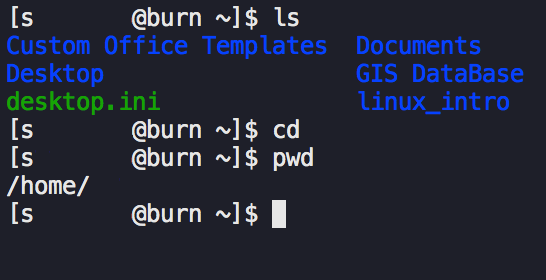 [s @burn ~]$ ls
Custom Office Templates Documents
Desktop GIS DataBase
desktop.ini linux_intro
[s @burn ~]$ cd
[s @burn ~]$ pwd
/home/
[s @burn ~]$